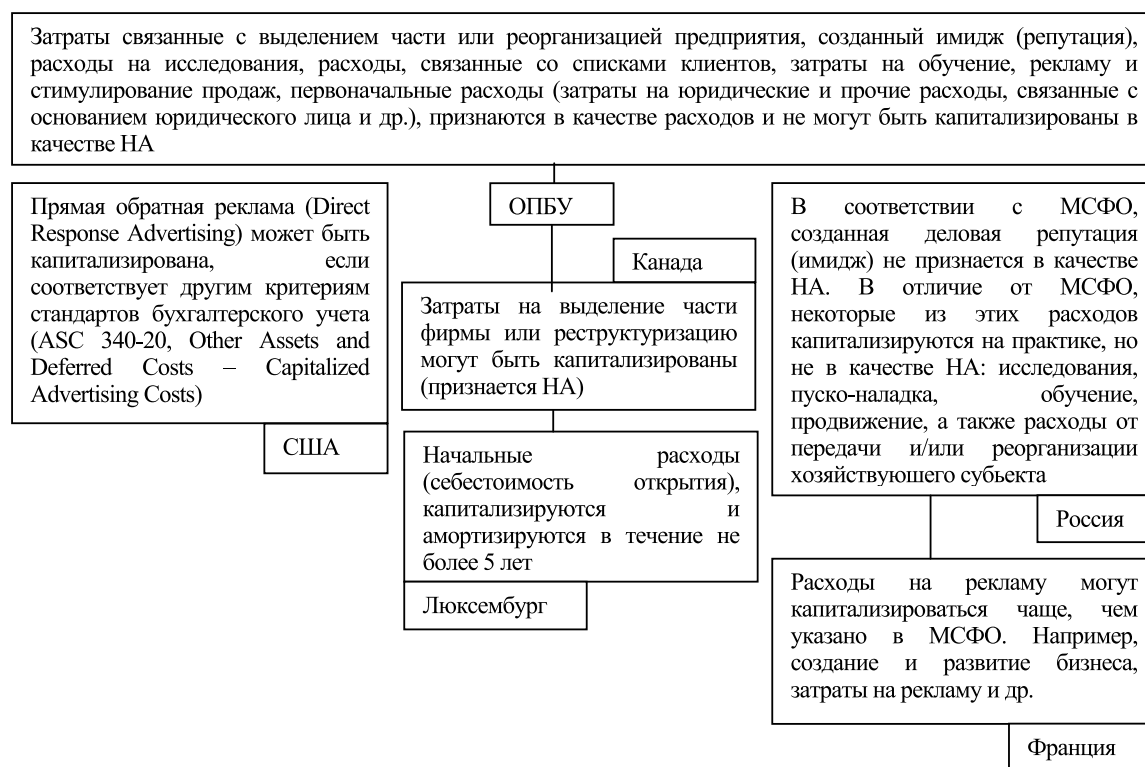 Затраты связанные с выделением части или реорганизацией предприятия, созданный имидж (репутация),
расходы на исследования, расходы, связанные со списками клиентов, затраты на обучение, рекламу и
стимулирование продаж, первоначальные расходы (затраты на юридические и прочие расходы, связанные с
основанием юридического лица и др.), признаются в качестве расходов и не могут быть капитализированы в
качестве НА
Прямая обратная реклама (Direct
Response Advertising) может быть
капитализирована, если
соответствует другим критериям
стандартов бухгалтерского учета
(ASC 340-20, Other Assets and
Deferred Costs – Capitalized
Advertising Costs)
США
ОПБУ
Канада
Затраты на выделение части
фирмы или реструктуризацию
могут быть капитализированы
(признается НА)
Начальные расходы
(себестоимость открытия),
капитализируются и
амортизируются в течение не
более 5 лет
Люксембург
В соответствии с МСФО,
созданная деловая репутация
(имидж) не признается в качестве
НА. В отличие от МСФО,
некоторые из этих расходов
капитализируются на практике, но
не в качестве НА: исследования,
пуско-наладка, обучение,
продвижение, а также расходы от
передачи и/или реорганизации
хозяйствуюшего субъекта
Россия
Расходы на рекламу могут
капитализироваться чаще, чем
указано в МСФО. Например,
создание и развитие бизнеса,
затраты на рекламу и др.
Франция